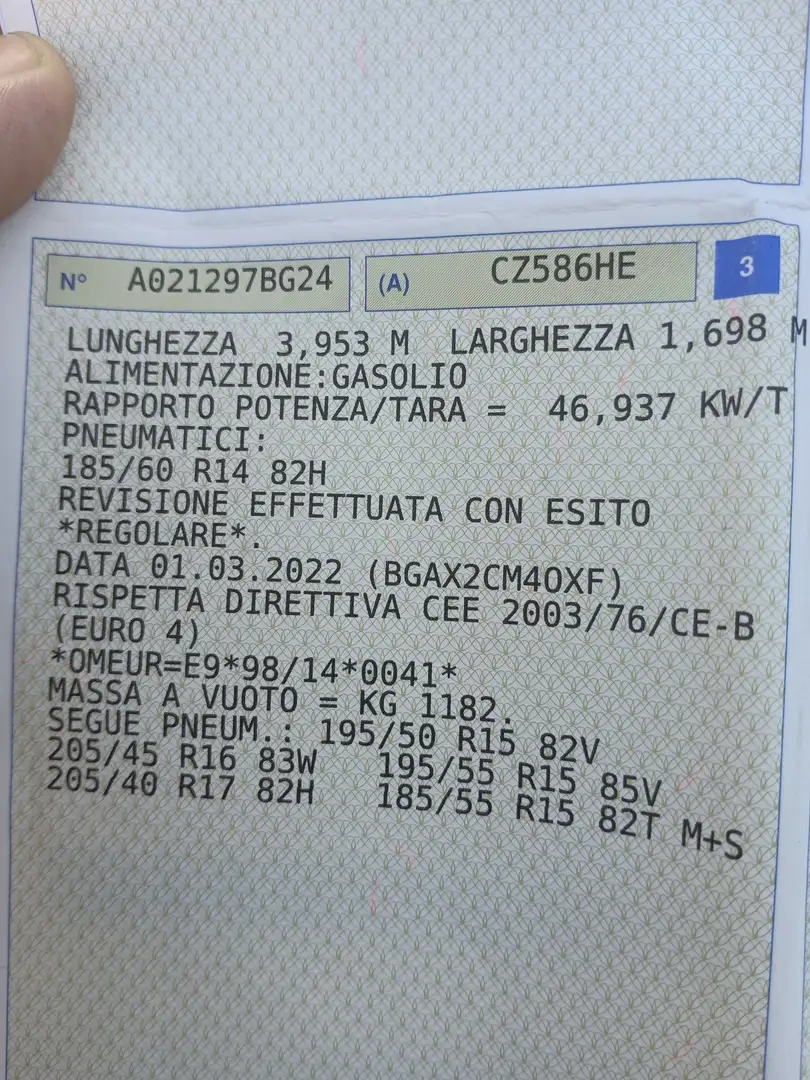 N° A021297BG24 (A) CZ586HE 3
LUNGHEZZA 3,953 M LARGHEZZA 1,698 M
ALIMENTAZIONE:GASOLIO
RAPPORTO POTENZA/TARA = 46,937 KW/T
PNEUMATICI:
185/60 R14 82H
REVISIONE EFFETTUATA CON ESITO
*REGOLARE*.
DATA 01.03.2022 (BGAX2CM4OXF)
RISPETTA DIRETTIVA CEE 2003/76/CE-B
(EURO 4)
*OMEUR=E9*98/14*0041*
MASSA A VUOTO = KG 1182.
SEGUE PNEUM.: 195/50 R15 82V
205/45 R16 83W 195/55 R15 85V
205/40 R17 82H 185/55 R15 82T M+S